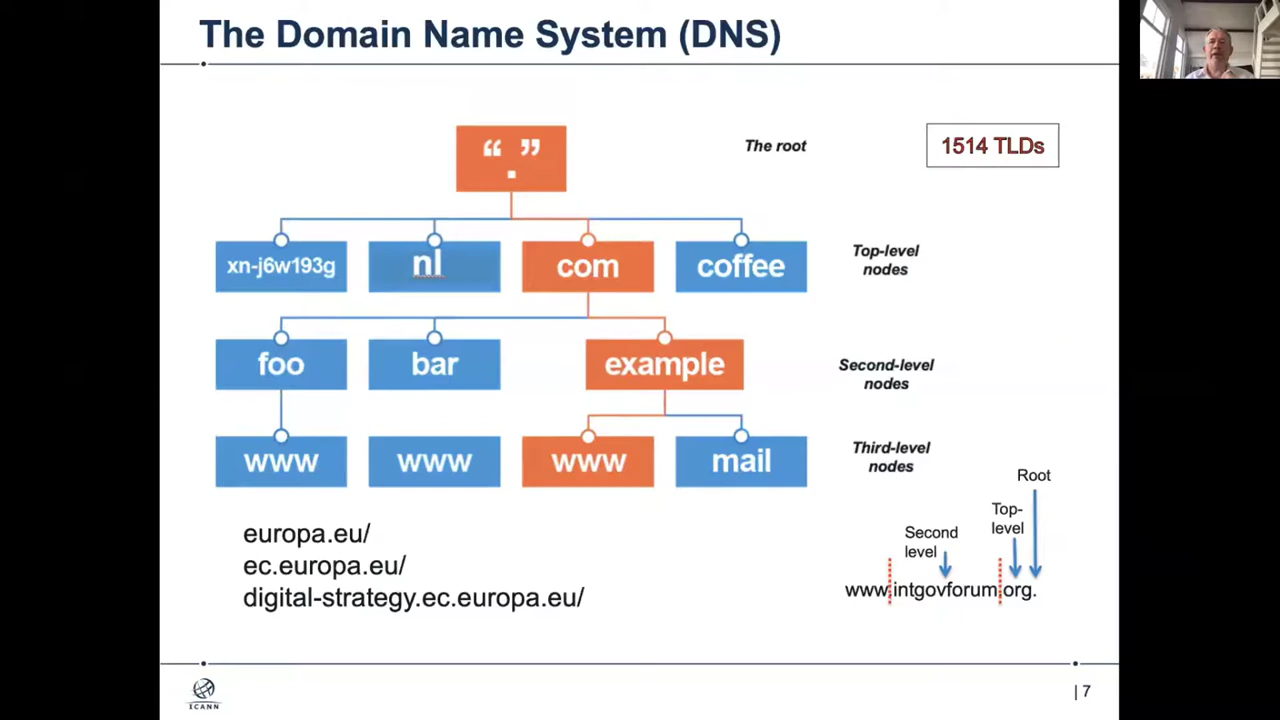 The Domain Name System (DNS)
“.”
The root
1514 TLDs
xn-j6w193g
nl
com
coffee
Top-level
nodes
foo
bar
example
Second-level
nodes
www
www
www
mail
Third-level
nodes
Root
Top-
level
Second
level
www.intgovforum.org.
europa.eu/
ec.europa.eu/
digital-strategy.ec.europa.eu/
ICANN
| 7